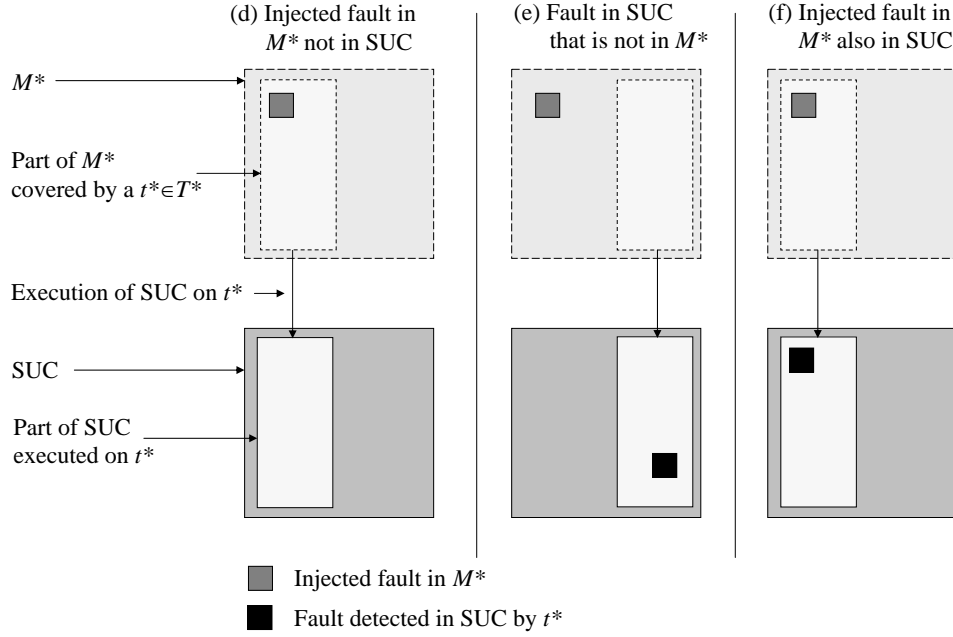 (d) Injected fault in
M* not in SUC
(e) Fault in SUC
that is not in M*
(f) Injected fault in
M* also in SUC
M*
Part of M*
covered by a t*∈T*
Execution of SUC on t*
SUC
Part of SUC
executed on t*
Injected fault in M*
Fault detected in SUC by t*